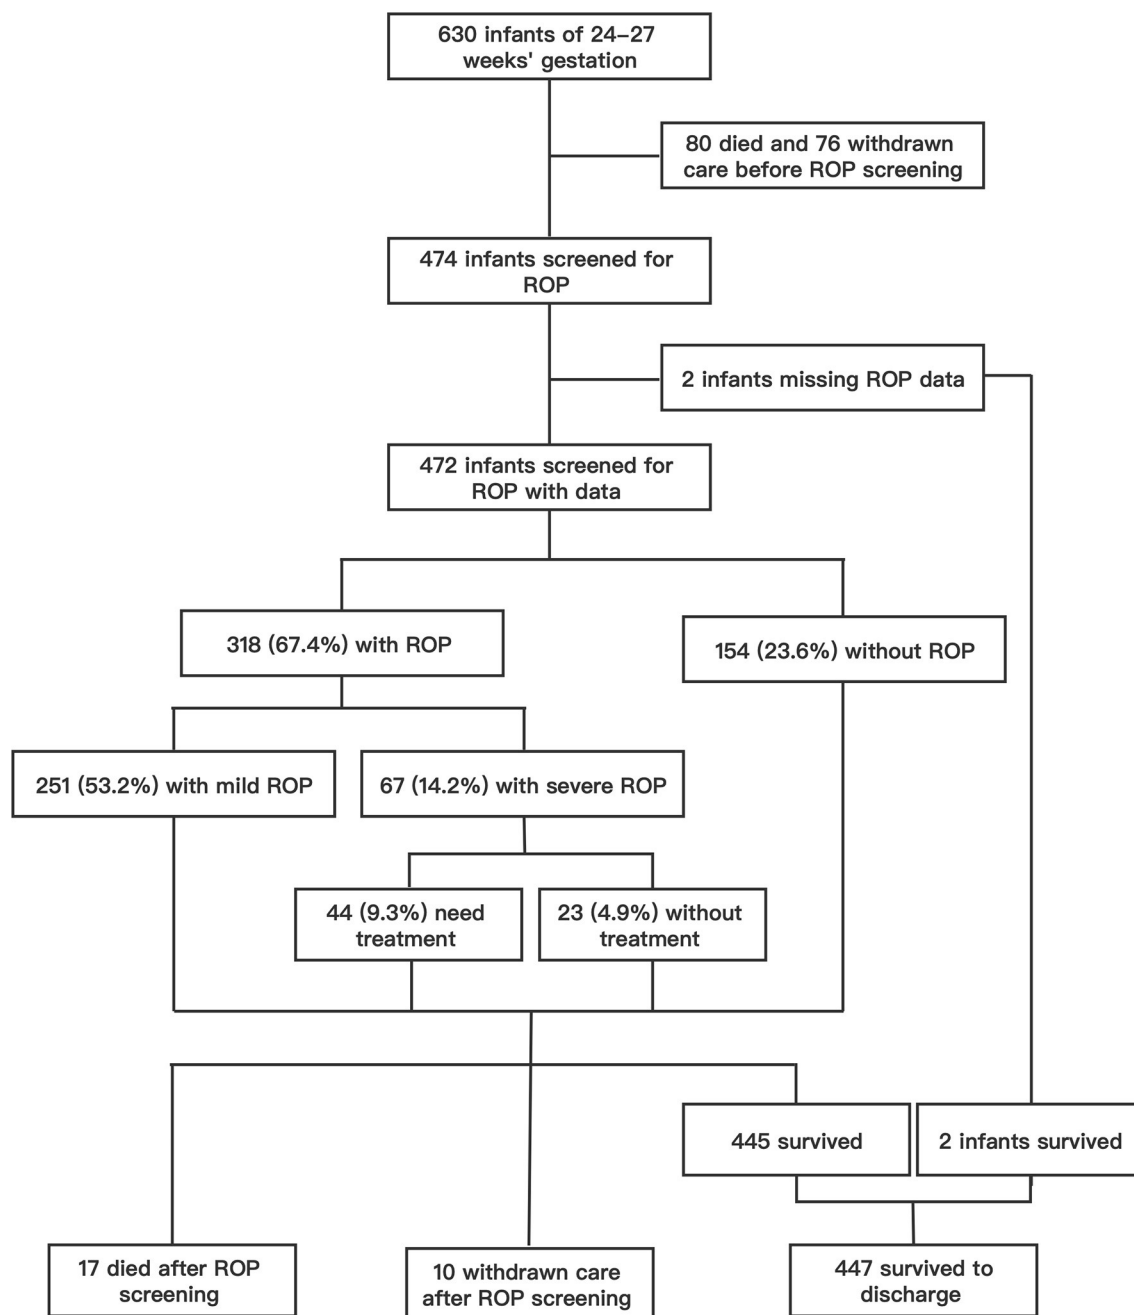 630 infants of 24–27
weeks' gestation
80 died and 76 withdrawn
care before ROP screening
474 infants screened for
ROP
2 infants missing ROP data
472 infants screened for
ROP with data
318 (67.4%) with ROP
154 (23.6%) without ROP
251 (53.2%) with mild ROP
67 (14.2%) with severe ROP
44 (9.3%) need
treatment
23 (4.9%) without
treatment
445 survived
2 infants survived
17 died after ROP
screening
10 withdrawn care
after ROP screening
447 survived to
discharge